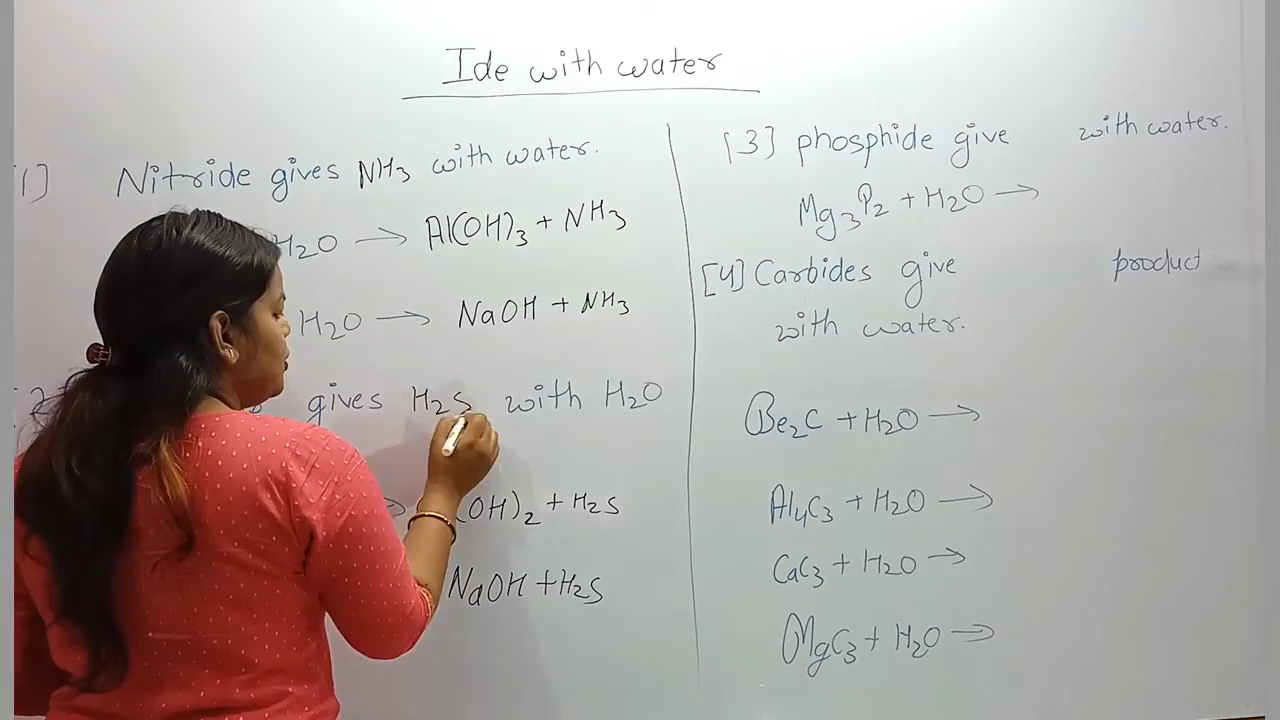 Ide with water
1] Nitride gives NH3 with water.
H2O → Al(OH)3 + NH3
H2O → NaOH + NH3
gives H2S with H2O
(OH)2 + H2S
NaOH + H2S
[3] phosphide give with water.
Mg3P2 + H2O →
[4] Carbides give product
with water.
Be2C + H2O →
Al4C3 + H2O →
CaC3 + H2O →
MgC3 + H2O →